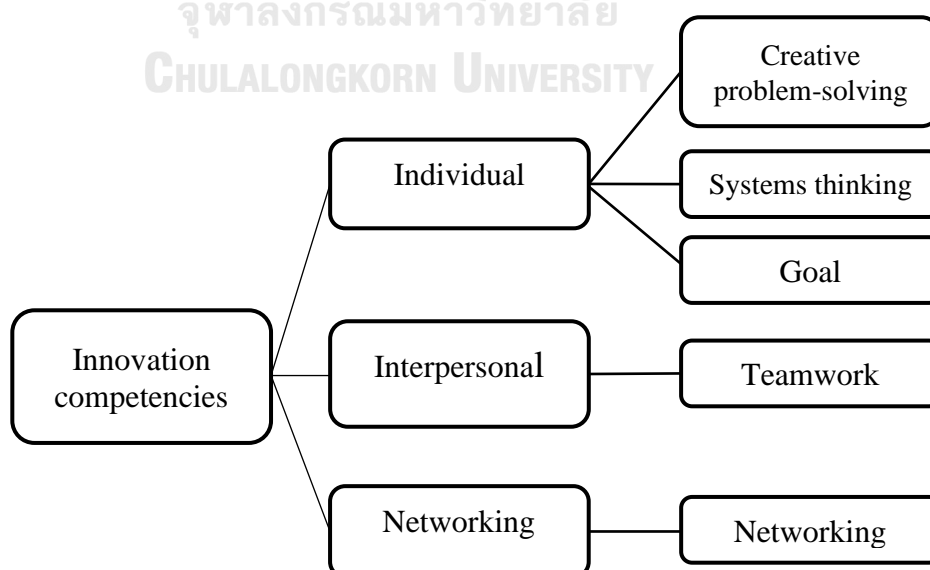 จุฬาลงกรณ์มหาวิทยาลัย
CHULALONGKORN UNIVERSITY
Creative
problem-solving
Individual
Systems thinking
Goal
Innovation
competencies
Interpersonal
Teamwork
Networking
Networking